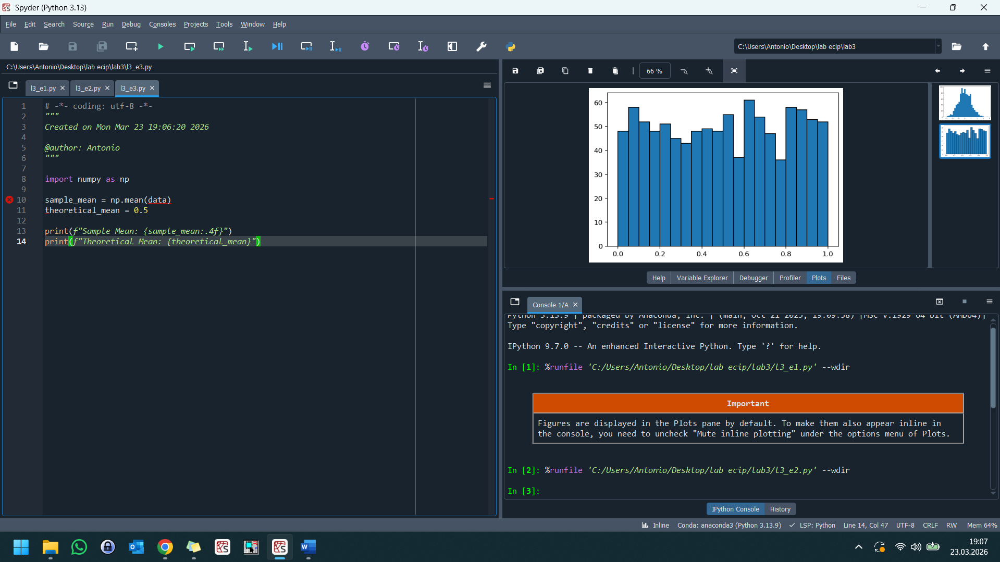 Spyder (Python 3.13)
File Edit Search Source Run Debug Consoles Projects Tools Window Help
C:\Users\Antonio\Desktop\lab ecip\lab3
C:\Users\Antonio\Desktop\lab ecip\lab3\l3_e3.py
l3_e1.py l3_e2.py l3_e3.py
1 # -*- coding: utf-8 -*-
2 """
3 Created on Mon Mar 23 19:06:20 2026
4
5 @author: Antonio
6 """
7
8 import numpy as np
9
10 sample_mean = np.mean(data)
11 theoretical_mean = 0.5
12
13 print(f"Sample Mean: {sample_mean:.4f}")
14 print(f"Theoretical Mean: {theoretical_mean}")
66 %
60
50
40
30
20
10
0
0.0 0.2 0.4 0.6 0.8 1.0
Help Variable Explorer Debugger Profiler Plots Files
Console 1/A
Python 3.13.9 | packaged by Anaconda, Inc. | (main, Oct 21 2025, 19:09:58) [MSC v.1929 64 bit (AMD64)]
Type "copyright", "credits" or "license" for more information.
IPython 9.7.0 -- An enhanced Interactive Python. Type '?' for help.
In [1]: %runfile 'C:/Users/Antonio/Desktop/lab ecip/lab3/l3_e1.py' --wdir
Important
Figures are displayed in the Plots pane by default. To make them also appear inline in
the console, you need to uncheck "Mute inline plotting" under the options menu of Plots.
In [2]: %runfile 'C:/Users/Antonio/Desktop/lab ecip/lab3/l3_e2.py' --wdir
In [3]:
IPython Console History
Inline Conda: anaconda3 (Python 3.13.9) LSP: Python Line 14, Col 47 UTF-8 CRLF RW Mem 64%
19:07
23.03.2026